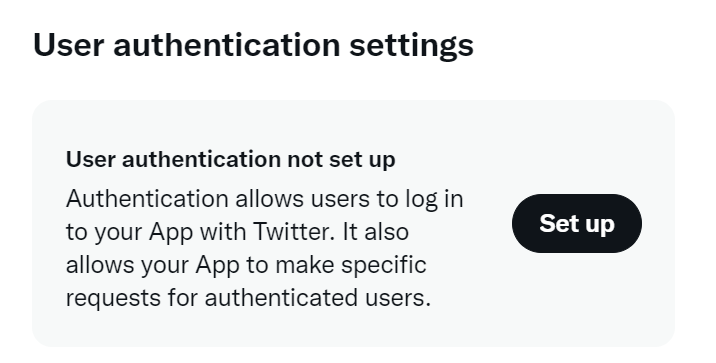 User authentication settings
User authentication not set up
Authentication allows users to log in
to your App with Twitter. It also
allows your App to make specific
requests for authenticated users.
Set up